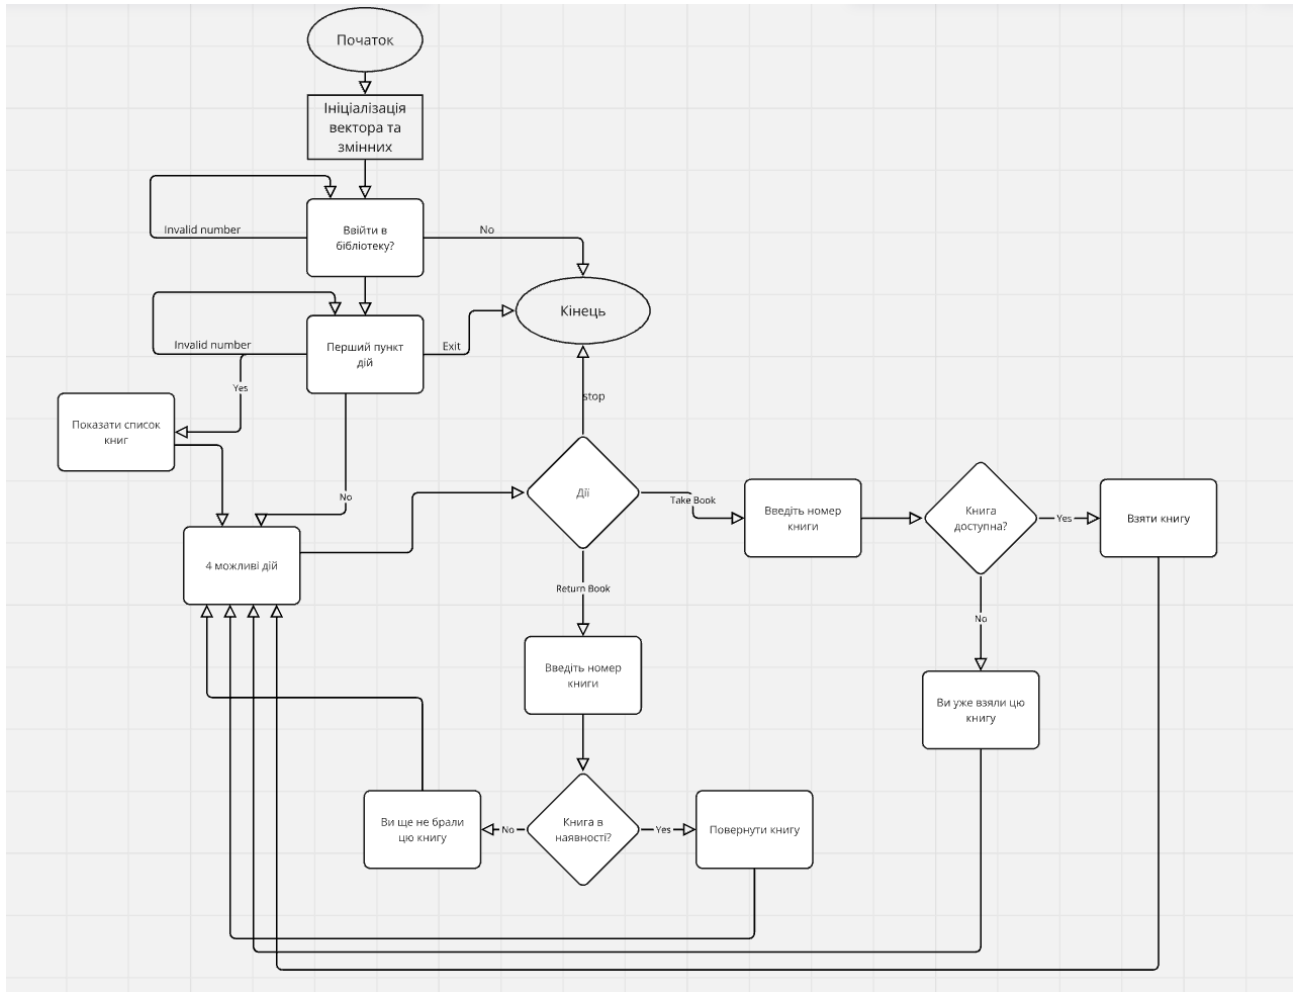 Початок
Ініціалізація
вектора та
змінних
Invalid number
Ввійти в
бібліотеку?
No
Кінець
Invalid number
Перший пункт
дій
Exit
Yes
stop
Показати список
книг
No
Дії
Take Book
Введіть номер
книги
Книга
доступна?
Yes
Взяти книгу
4 можливі дій
Return Book
No
Введіть номер
книги
Ви уже взяли цю
книгу
Ви ще не брали
цю книгу
No
Книга в
наявності?
Yes
Повернути книгу